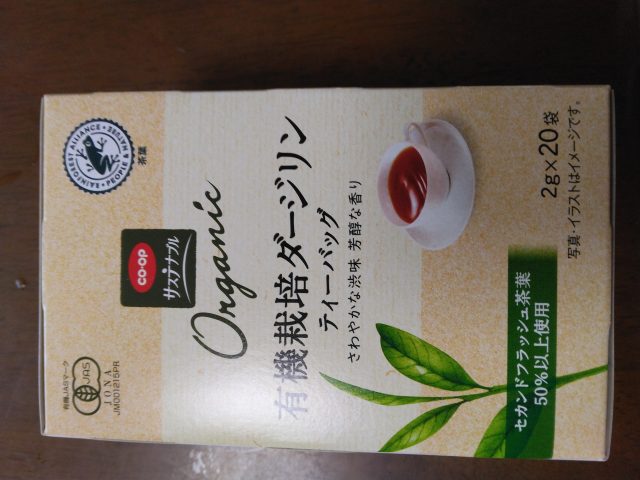 有機JASマーク
JAS
JONA
JM001215PR
co·op
サステナブル
RAINFOREST ALLIANCE
PEOPLE & NATURE
茶葉
Organic
有機栽培ダージリン
ティーバッグ
さわやかな渋味 芳醇な香り
セカンドフラッシュ茶葉
50%以上使用
2g×20袋
写真・イラストはイメージです。